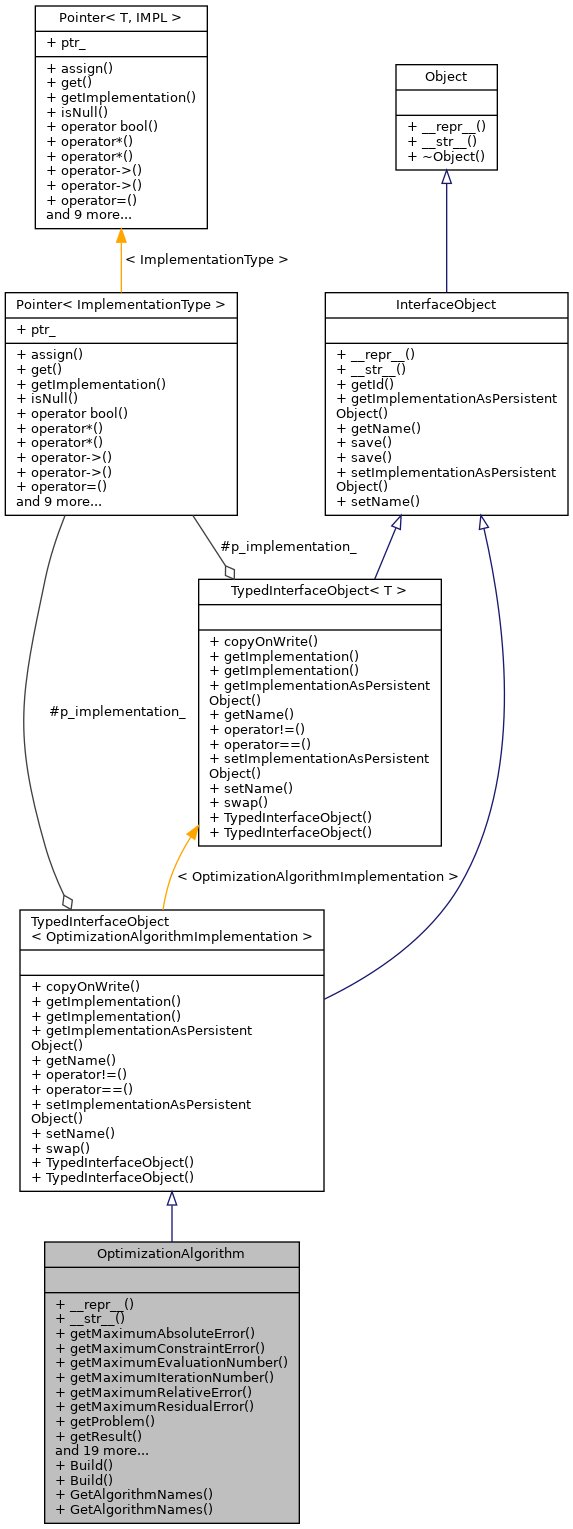 Pointer< T, IMPL >
+ ptr_
+ assign()
+ get()
+ getImplementation()
+ isNull()
+ operator bool()
+ operator*()
+ operator*()
+ operator->()
+ operator->()
+ operator=()
and 9 more...
Object
+ __repr__()
+ __str__()
+ ~Object()
< ImplementationType >
Pointer< ImplementationType >
+ ptr_
+ assign()
+ get()
+ getImplementation()
+ isNull()
+ operator bool()
+ operator*()
+ operator*()
+ operator->()
+ operator->()
+ operator=()
and 9 more...
InterfaceObject
+ __repr__()
+ __str__()
+ getId()
+ getImplementationAsPersistent
Object()
+ getName()
+ save()
+ save()
+ setImplementationAsPersistent
Object()
+ setName()
#p_implementation_
TypedInterfaceObject< T >
+ copyOnWrite()
+ getImplementation()
+ getImplementation()
+ getImplementationAsPersistent
Object()
+ getName()
+ operator!=()
+ operator==()
+ setImplementationAsPersistent
Object()
+ setName()
+ swap()
+ TypedInterfaceObject()
+ TypedInterfaceObject()
#p_implementation_
< OptimizationAlgorithmImplementation >
TypedInterfaceObject
< OptimizationAlgorithmImplementation >
+ copyOnWrite()
+ getImplementation()
+ getImplementation()
+ getImplementationAsPersistent
Object()
+ getName()
+ operator!=()
+ operator==()
+ setImplementationAsPersistent
Object()
+ setName()
+ swap()
+ TypedInterfaceObject()
+ TypedInterfaceObject()
OptimizationAlgorithm
+ __repr__()
+ __str__()
+ getMaximumAbsoluteError()
+ getMaximumConstraintError()
+ getMaximumEvaluationNumber()
+ getMaximumIterationNumber()
+ getMaximumRelativeError()
+ getMaximumResidualError()
+ getProblem()
+ getResult()
and 19 more...
+ Build()
+ Build()
+ GetAlgorithmNames()
+ GetAlgorithmNames()